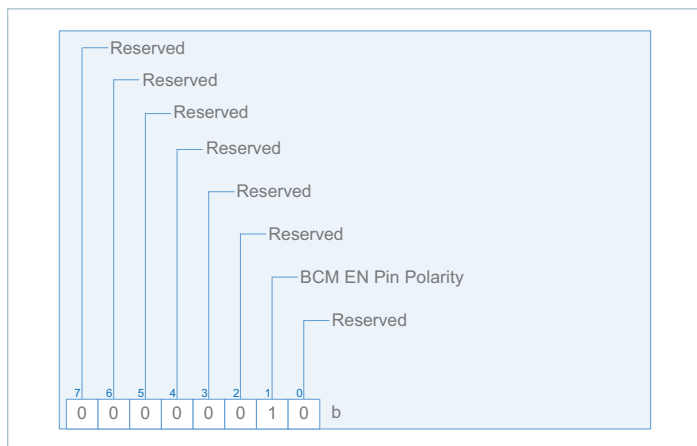 Reserved
Reserved
Reserved
Reserved
Reserved
Reserved
BCM EN Pin Polarity
Reserved
7 6 5 4 3 2 1 0
0 0 0 0 0 0 1 0 b